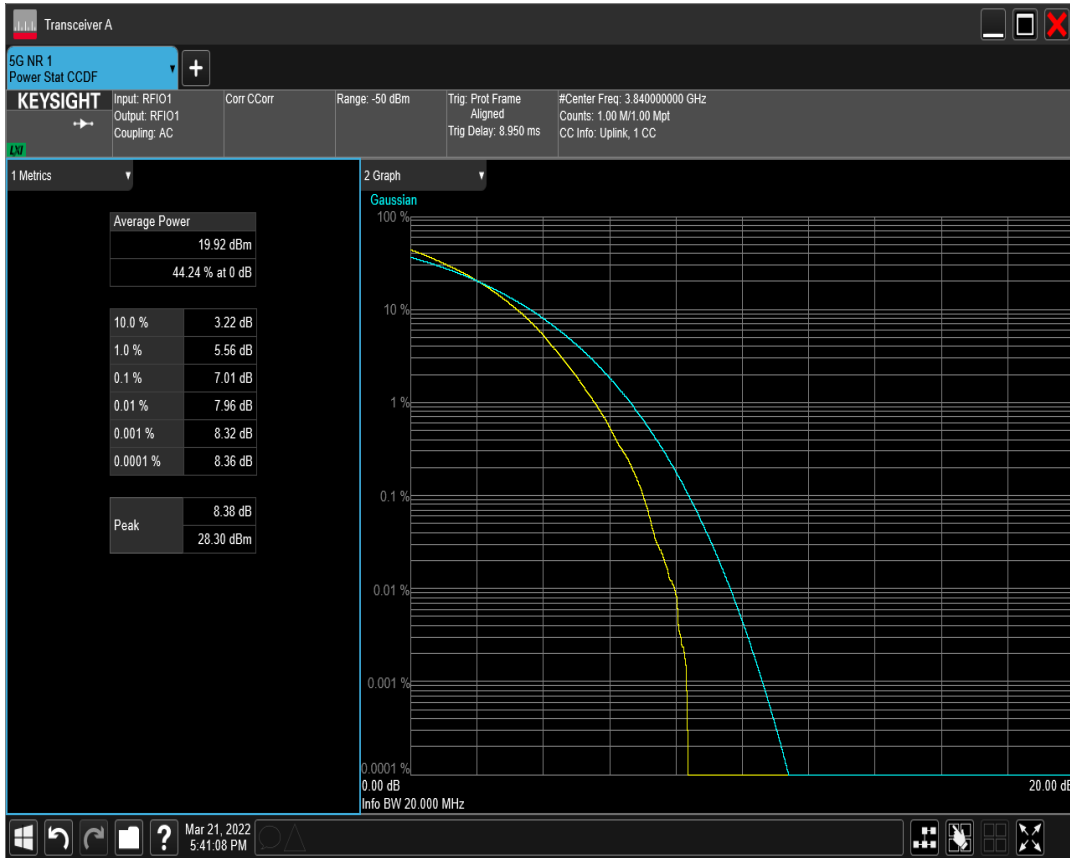 Transceiver A
5G NR 1
Power Stat CCDF
KEYSIGHT
LXI
Input: RFIO1
Output: RFIO1
Coupling: AC
Corr CCorr
Range: -50 dBm
Trig: Prot Frame
Aligned
Trig Delay: 8.950 ms
#Center Freq: 3.840000000 GHz
Counts: 1.00 M/1.00 Mpt
CC Info: Uplink, 1 CC
1 Metrics
Average Power
19.92 dBm
44.24 % at 0 dB
10.0 % 3.22 dB
1.0 % 5.56 dB
0.1 % 7.01 dB
0.01 % 7.96 dB
0.001 % 8.32 dB
0.0001 % 8.36 dB
Peak
8.38 dB
28.30 dBm
2 Graph
Gaussian
100 %
10 %
1 %
0.1 %
0.01 %
0.001 %
0.0001 %
0.00 dB 20.00 dB
Info BW 20.000 MHz
?
Mar 21, 2022
5:41:08 PM